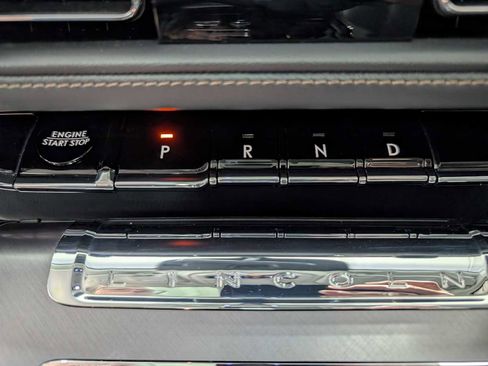 ENGINE
START STOP
P R N D
LINCOLN